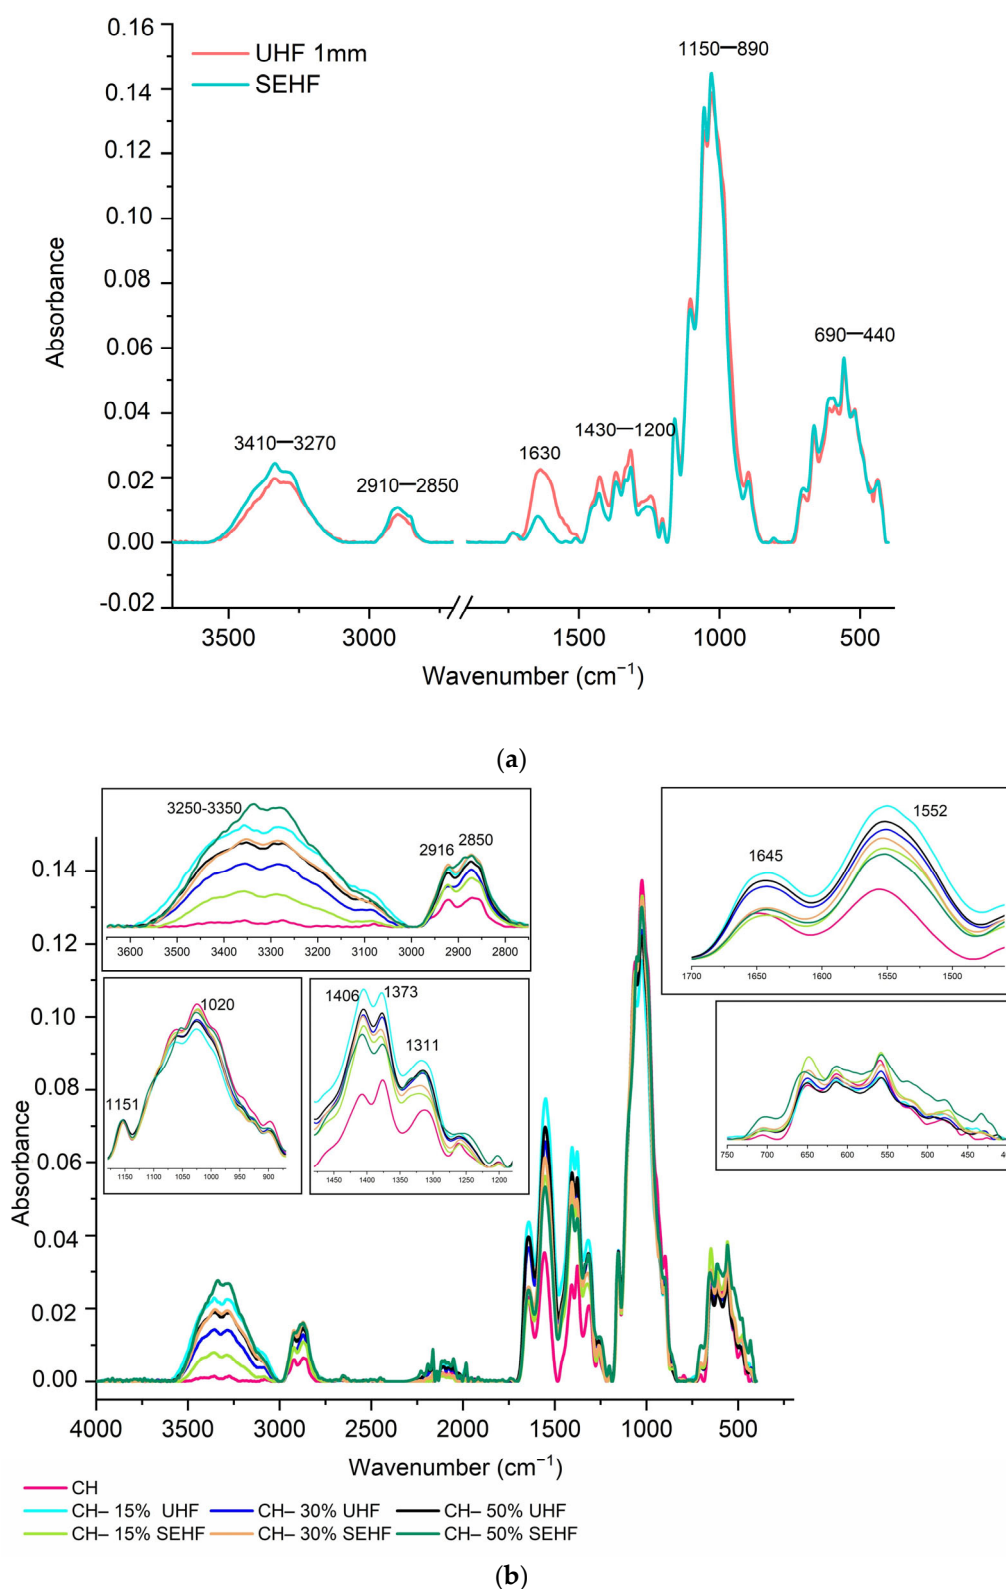 0.16
0.14
0.12
0.10
0.08
0.06
0.04
0.02
0.00
-0.02
Absorbance
UHF 1mm
SEHF
1150–890
690–440
3410–3270
2910–2850
1630
1430–1200
3500 3000 1500 1000 500
Wavenumber (cm⁻¹)
(a)
0.14
0.12
0.10
0.08
0.06
0.04
0.02
0.00
Absorbance
3250-3350
2916 2850
3600 3500 3400 3300 3200 3100 3000 2900 2800
1645
1552
1700 1650 1600 1550 1500
1151
1020
1150 1100 1050 1000 950 900
1406 1373
1311
1450 1400 1350 1300 1250 1200
750 700 650 600 550 500 450 40
4000 3500 3000 2500 2000 1500 1000 500
Wavenumber (cm⁻¹)
CH
CH– 15% UHF CH– 30% UHF CH– 50% UHF
CH– 15% SEHF CH– 30% SEHF CH– 50% SEHF
(b)